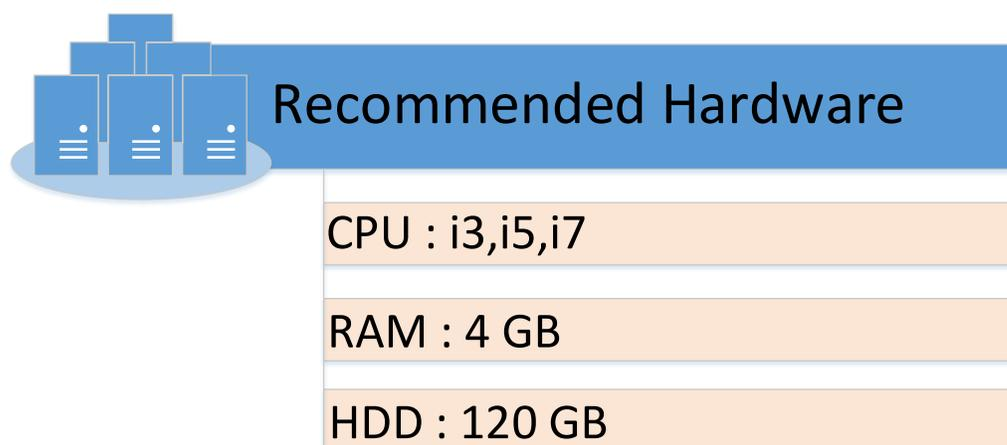 Recommended Hardware
CPU : i3,i5,i7
RAM : 4 GB
HDD : 120 GB